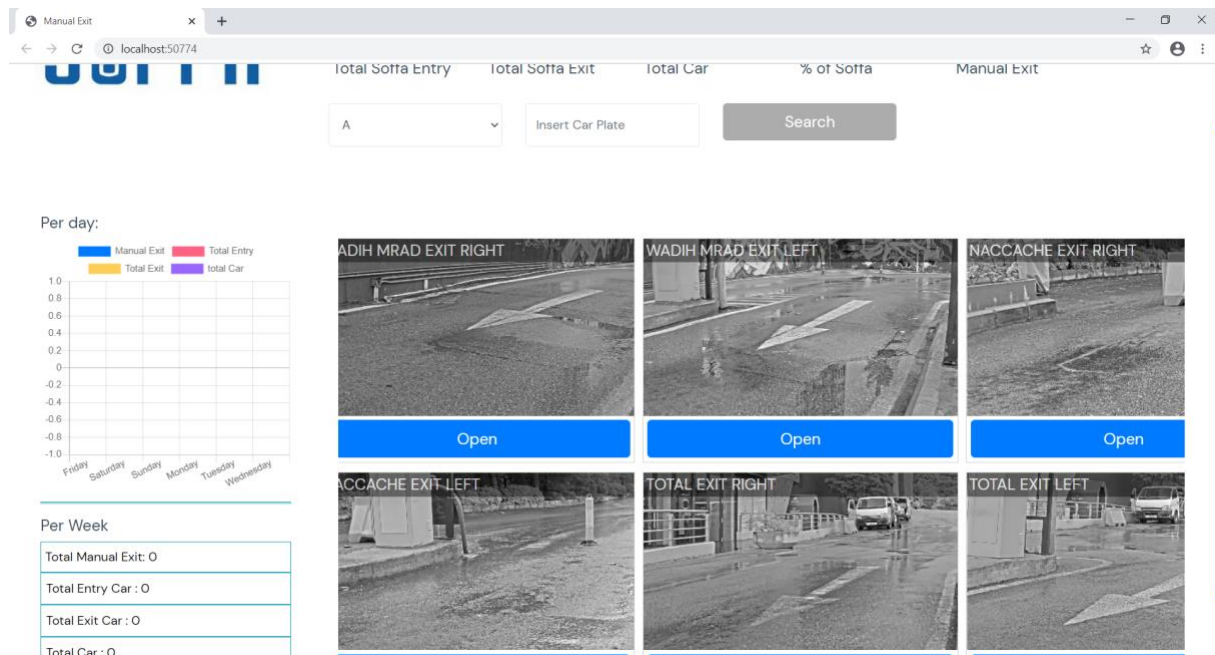 Manual Exit
localhost:50774
Total Soffa Entry Total Soffa Exit Total Car % of Soffa Manual Exit
A Insert Car Plate Search
Per day:
Manual Exit Total Entry
Total Exit total Car
1.0
0.8
0.6
0.4
0.2
0
-0.2
-0.4
-0.6
-0.8
-1.0
Friday Saturday Sunday Monday Tuesday Wednesday
ADIH MRAD EXIT RIGHT WADIH MRAD EXIT LEFT NACCACHE EXIT RIGHT
Open Open Open
ACCACHE EXIT LEFT TOTAL EXIT RIGHT TOTAL EXIT LEFT
Per Week
Total Manual Exit: 0
Total Entry Car : 0
Total Exit Car : 0
Total Car : 0